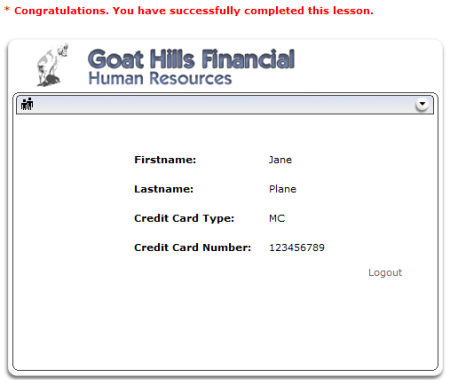 * Congratulations. You have successfully completed this lesson.
Goat Hills Financial
Human Resources
Firstname: Jane
Lastname: Plane
Credit Card Type: MC
Credit Card Number: 123456789
Logout